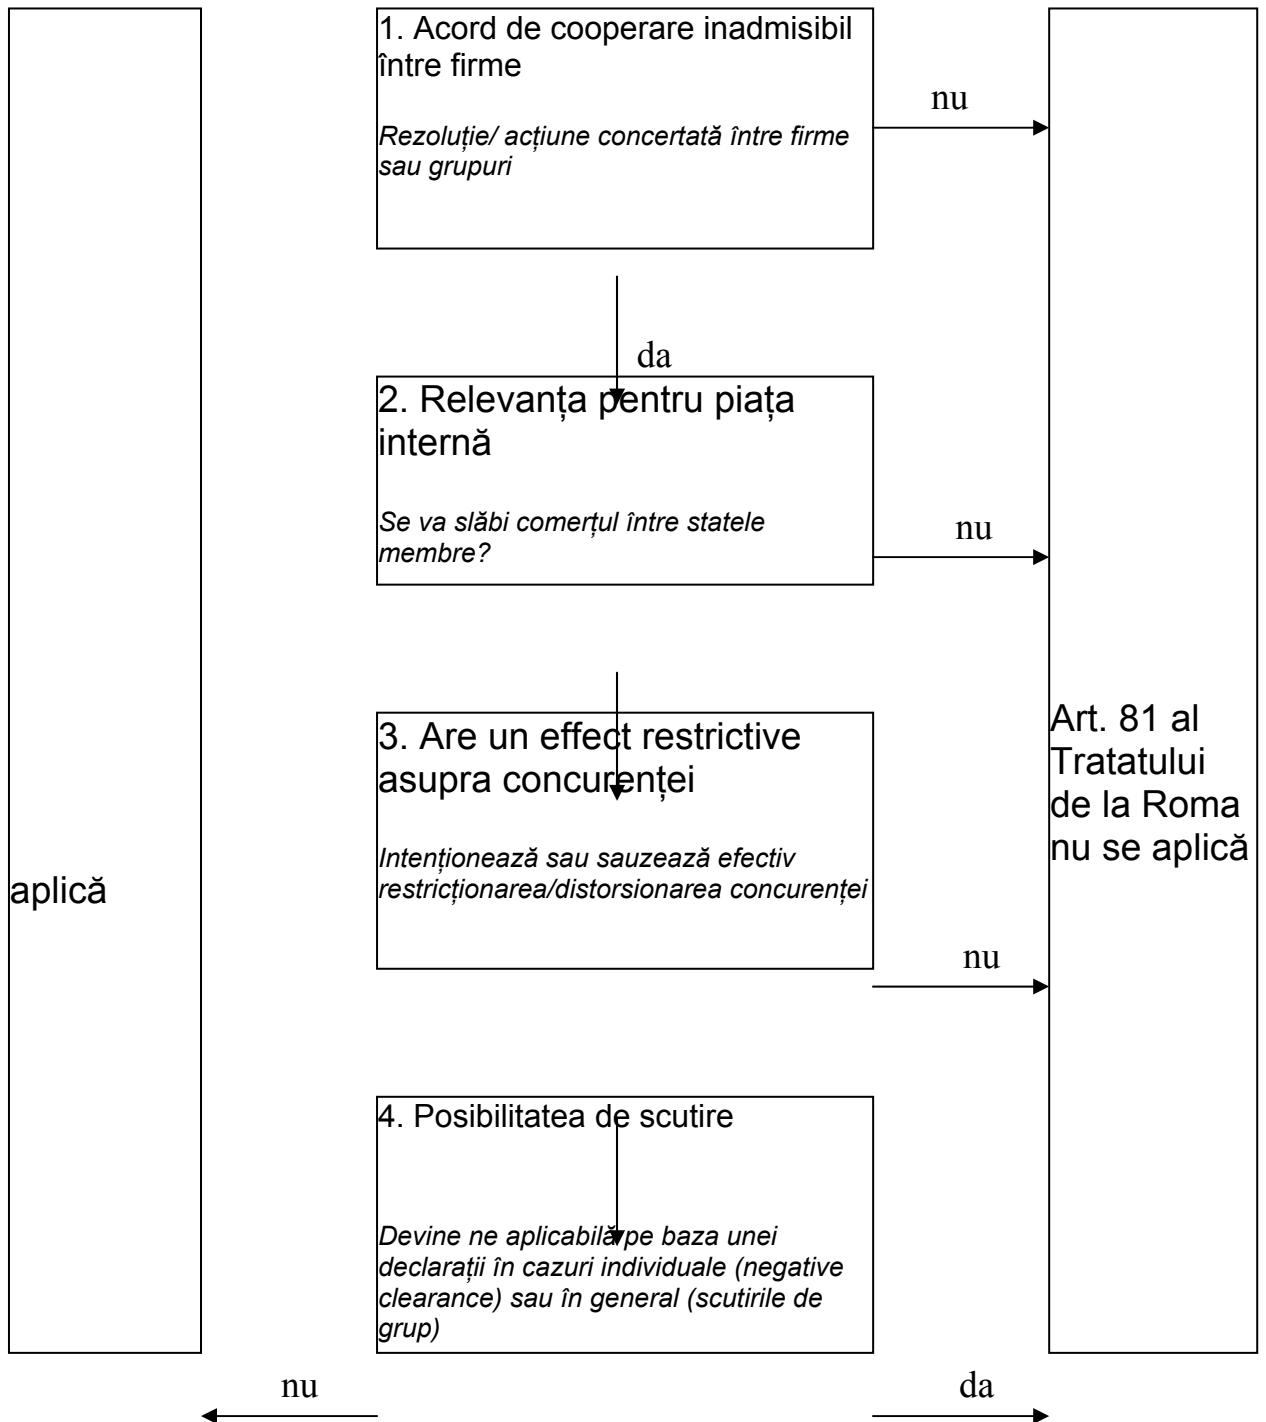 1. Acord de cooperare inadmisibil
între firme
Rezoluție/ acțiune concertată între firme
sau grupuri
nu
da
2. Relevanța pentru piața
internă
Se va slăbi comerțul între statele
membre?
nu
3. Are un effect restrictive
asupra concurenței
Intenționează sau sauzează efectiv
restricționarea/distorsionarea concurenței
nu
4. Posibilitatea de scutire
Devine ne aplicabilă pe baza unei
declarații în cazuri individuale (negative
clearance) sau în general (scutirile de
grup)
nu
da
aplică
Art. 81 al
Tratatului
de la Roma
nu se aplică